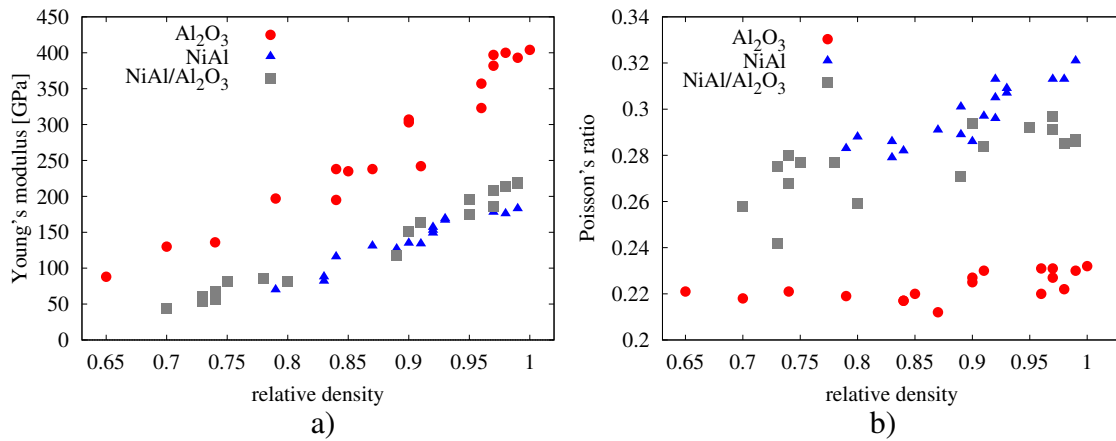 450
400
350
300
250
200
150
100
50
0
Young's modulus [GPa]
Al2O3
NiAl
NiAl/Al2O3
0.65 0.7 0.75 0.8 0.85 0.9 0.95 1
relative density
a)
0.34
0.32
0.3
0.28
0.26
0.24
0.22
0.2
Poisson's ratio
Al2O3
NiAl
NiAl/Al2O3
0.65 0.7 0.75 0.8 0.85 0.9 0.95 1
relative density
b)